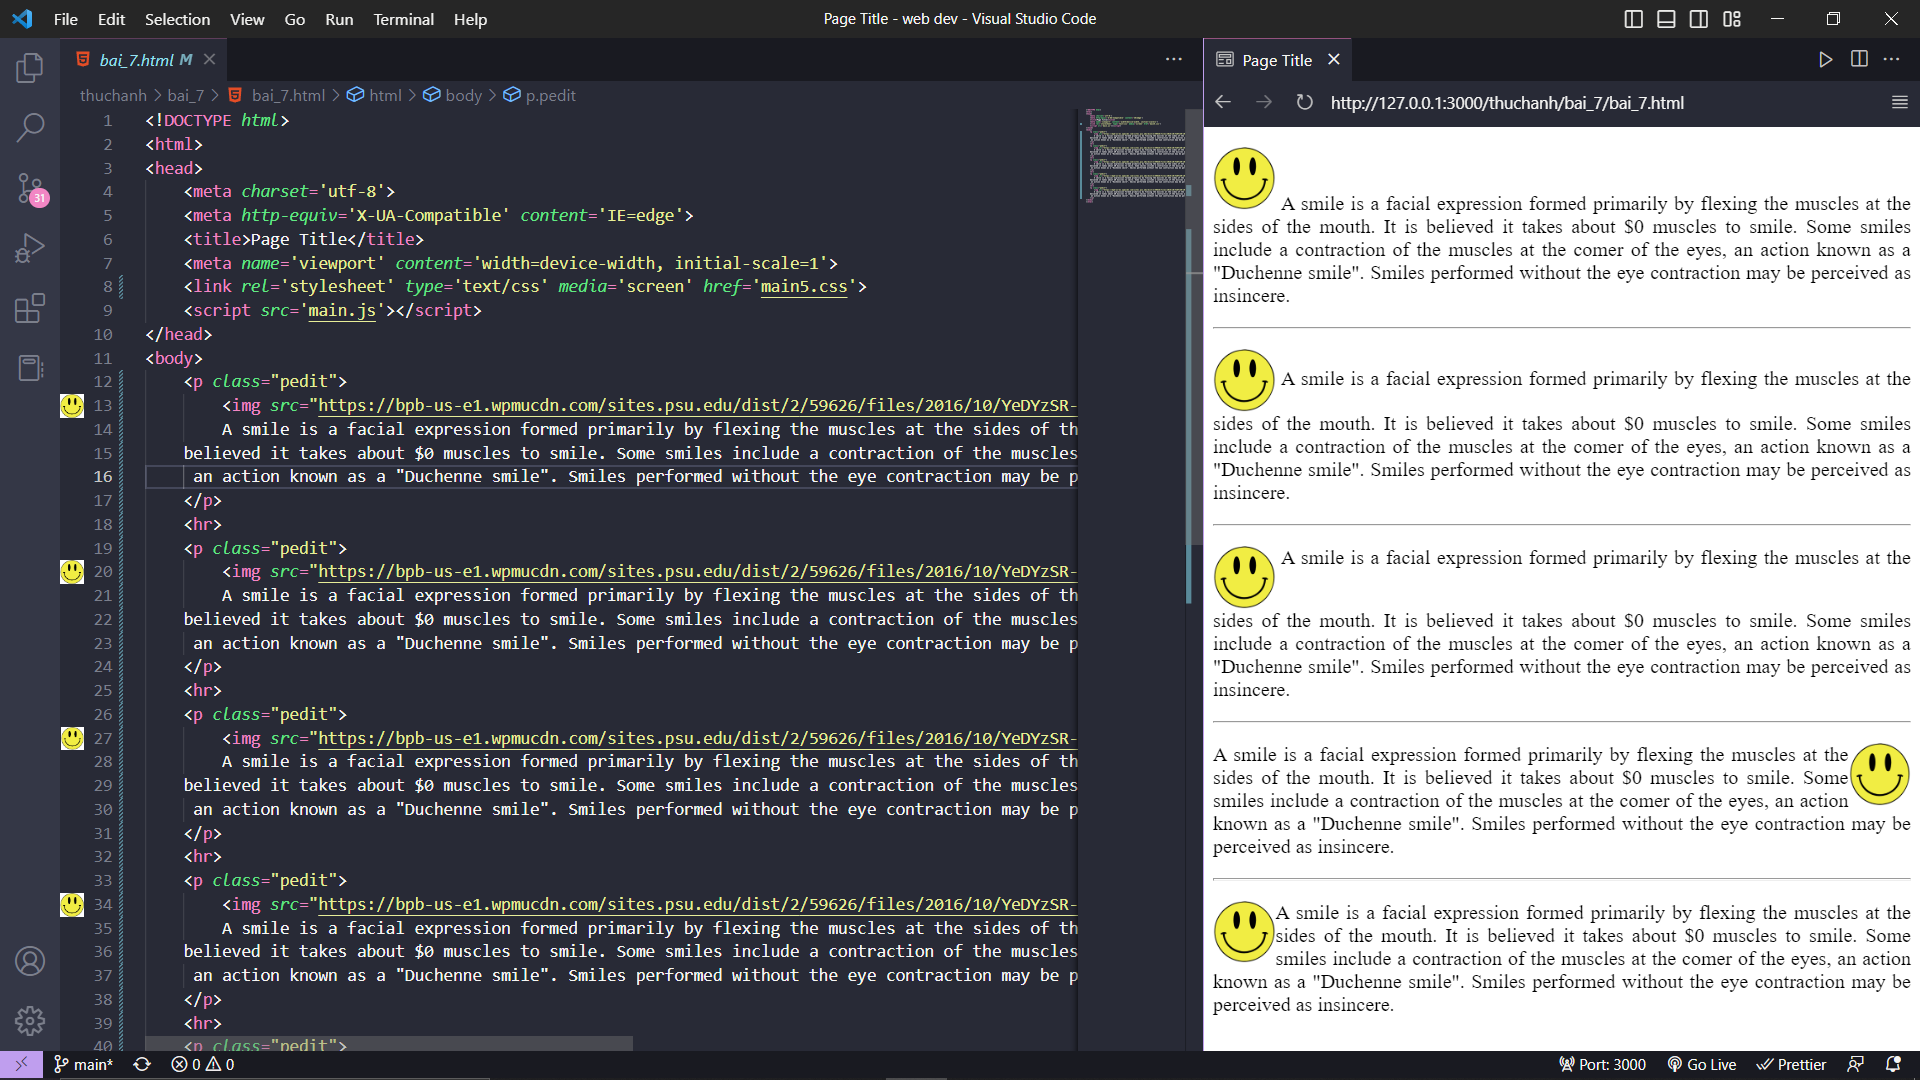 File Edit Selection View Go Run Terminal Help
Page Title - web dev - Visual Studio Code
bai_7.html M
thuchanh > bai_7 > bai_7.html > html > body > p.pedit
1 <!DOCTYPE html>
2 <html>
3 <head>
4 <meta charset='utf-8'>
5 <meta http-equiv='X-UA-Compatible' content='IE=edge'>
6 <title>Page Title</title>
7 <meta name='viewport' content='width=device-width, initial-scale=1'>
8 <link rel='stylesheet' type='text/css' media='screen' href='main5.css'>
9 <script src='main.js'></script>
10 </head>
11 <body>
12 <p class="pedit">
13 <img src="https://bpb-us-e1.wpmucdn.com/sites.psu.edu/dist/2/59626/files/2016/10/YeDYzSR-
14 A smile is a facial expression formed primarily by flexing the muscles at the sides of th
15 believed it takes about $0 muscles to smile. Some smiles include a contraction of the muscles
16 an action known as a "Duchenne smile". Smiles performed without the eye contraction may be p
17 </p>
18 <hr>
19 <p class="pedit">
20 <img src="https://bpb-us-e1.wpmucdn.com/sites.psu.edu/dist/2/59626/files/2016/10/YeDYzSR-
21 A smile is a facial expression formed primarily by flexing the muscles at the sides of th
22 believed it takes about $0 muscles to smile. Some smiles include a contraction of the muscles
23 an action known as a "Duchenne smile". Smiles performed without the eye contraction may be p
24 </p>
25 <hr>
26 <p class="pedit">
27 <img src="https://bpb-us-e1.wpmucdn.com/sites.psu.edu/dist/2/59626/files/2016/10/YeDYzSR-
28 A smile is a facial expression formed primarily by flexing the muscles at the sides of th
29 believed it takes about $0 muscles to smile. Some smiles include a contraction of the muscles
30 an action known as a "Duchenne smile". Smiles performed without the eye contraction may be p
31 </p>
32 <hr>
33 <p class="pedit">
34 <img src="https://bpb-us-e1.wpmucdn.com/sites.psu.edu/dist/2/59626/files/2016/10/YeDYzSR-
35 A smile is a facial expression formed primarily by flexing the muscles at the sides of th
36 believed it takes about $0 muscles to smile. Some smiles include a contraction of the muscles
37 an action known as a "Duchenne smile". Smiles performed without the eye contraction may be p
38 </p>
39 <hr>
40 <p class="pedit">
31
Page Title
http://127.0.0.1:3000/thuchanh/bai_7/bai_7.html
A smile is a facial expression formed primarily by flexing the muscles at the
sides of the mouth. It is believed it takes about $0 muscles to smile. Some smiles
include a contraction of the muscles at the comer of the eyes, an action known as a
"Duchenne smile". Smiles performed without the eye contraction may be perceived as
insincere.
A smile is a facial expression formed primarily by flexing the muscles at the
sides of the mouth. It is believed it takes about $0 muscles to smile. Some smiles
include a contraction of the muscles at the comer of the eyes, an action known as a
"Duchenne smile". Smiles performed without the eye contraction may be perceived as
insincere.
A smile is a facial expression formed primarily by flexing the muscles at the
sides of the mouth. It is believed it takes about $0 muscles to smile. Some smiles
include a contraction of the muscles at the comer of the eyes, an action known as a
"Duchenne smile". Smiles performed without the eye contraction may be perceived as
insincere.
A smile is a facial expression formed primarily by flexing the muscles at the
sides of the mouth. It is believed it takes about $0 muscles to smile. Some
smiles include a contraction of the muscles at the comer of the eyes, an action
known as a "Duchenne smile". Smiles performed without the eye contraction may be
perceived as insincere.
A smile is a facial expression formed primarily by flexing the muscles at the
sides of the mouth. It is believed it takes about $0 muscles to smile. Some
smiles include a contraction of the muscles at the comer of the eyes, an action
known as a "Duchenne smile". Smiles performed without the eye contraction may be
perceived as insincere.
main* 0 0
Port: 3000 Go Live Prettier